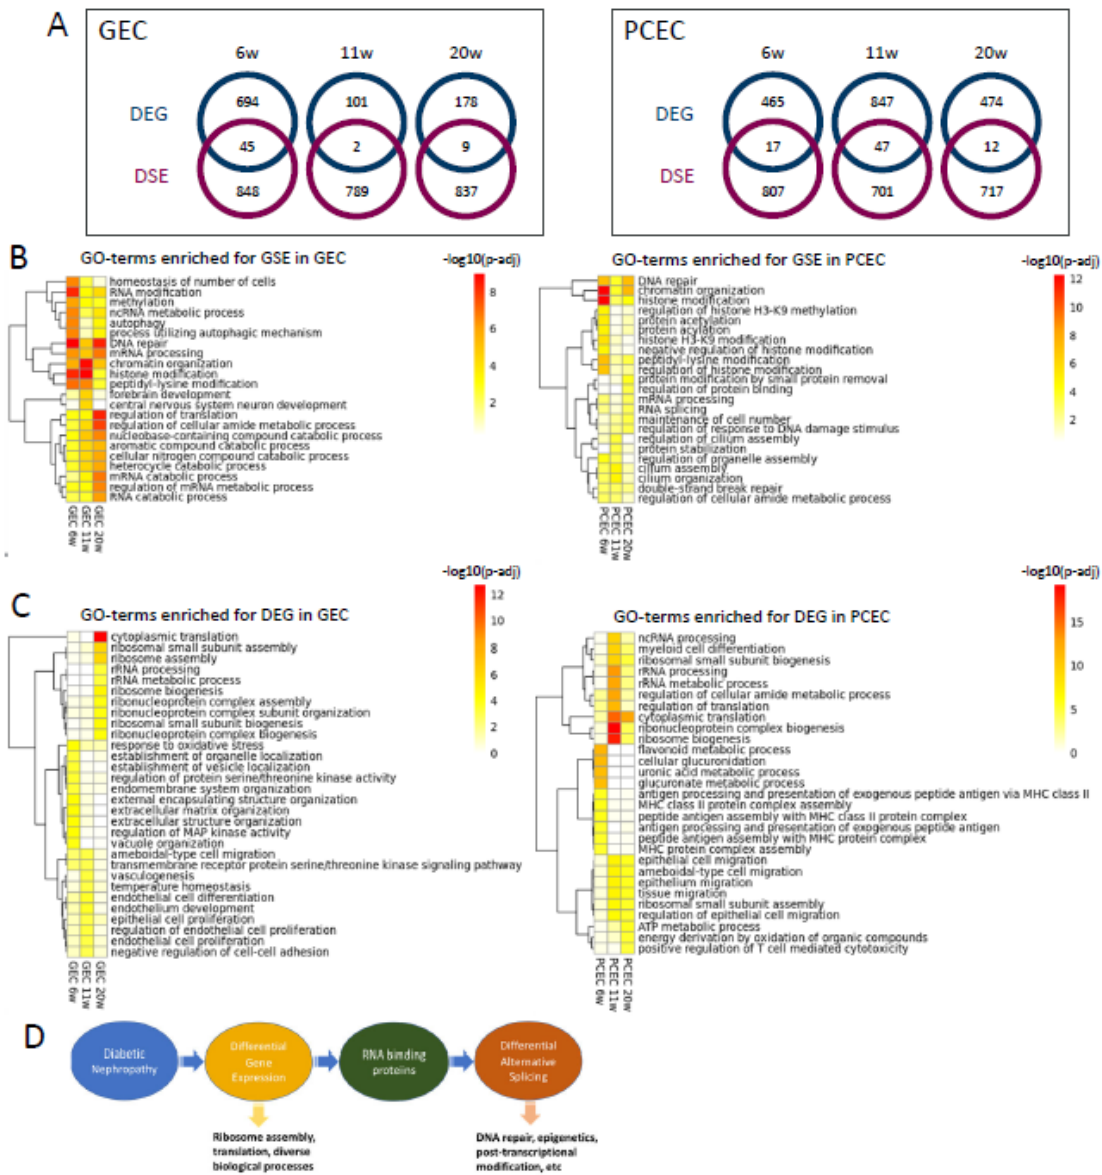 A
GEC
6w 11w 20w
DEG
694 101 178
45 2 9
DSE
848 789 837
PCEC
6w 11w 20w
DEG
465 847 474
17 47 12
DSE
807 701 717
B
GO-terms enriched for GSE in GEC
-log10(p-adj)
8
6
4
2
homeostasis of number of cells
RNA modification
methylation
ncRNA metabolic process
autophagy
process utilizing autophagic mechanism
DNA repair
mRNA processing
chromatin organization
histone modification
peptidyl-lysine modification
forebrain development
central nervous system neuron development
regulation of translation
regulation of cellular amide metabolic process
nucleobase-containing compound catabolic process
aromatic compound catabolic process
cellular nitrogen compound catabolic process
heterocycle catabolic process
mRNA catabolic process
regulation of mRNA metabolic process
RNA catabolic process
GEC 6w
GEC 11w
GEC 20w
GO-terms enriched for GSE in PCEC
-log10(p-adj)
12
10
8
6
4
2
DNA repair
chromatin organization
histone modification
regulation of histone H3-K9 methylation
protein acetylation
protein acylation
histone H3-K9 modification
negative regulation of histone modification
peptidyl-lysine modification
regulation of histone modification
protein modification by small protein removal
regulation of protein binding
mRNA processing
RNA splicing
maintenance of cell number
regulation of response to DNA damage stimulus
regulation of cilium assembly
protein stabilization
regulation of organelle assembly
cilium assembly
cilium organization
double-strand break repair
regulation of cellular amide metabolic process
PCEC 6w
PCEC 11w
PCEC 20w
C
GO-terms enriched for DEG in GEC
-log10(p-adj)
12
10
8
6
4
2
0
cytoplasmic translation
ribosomal small subunit assembly
ribosome assembly
rRNA processing
rRNA metabolic process
ribosome biogenesis
ribonucleoprotein complex assembly
ribonucleoprotein complex subunit organization
ribosomal small subunit biogenesis
ribonucleoprotein complex biogenesis
response to oxidative stress
establishment of organelle localization
establishment of vesicle localization
regulation of protein serine/threonine kinase activity
endomembrane system organization
external encapsulating structure organization
extracellular matrix organization
extracellular structure organization
regulation of MAP kinase activity
vacuole organization
ameboidal-type cell migration
transmembrane receptor protein serine/threonine kinase signaling pathway
vasculogenesis
temperature homeostasis
endothelial cell differentiation
endothelium development
epithelial cell proliferation
regulation of endothelial cell proliferation
endothelial cell proliferation
negative regulation of cell-cell adhesion
GEC 6w
GEC 11w
GEC 20w
GO-terms enriched for DEG in PCEC
-log10(p-adj)
15
10
5
0
ncRNA processing
myeloid cell differentiation
ribosomal small subunit biogenesis
rRNA processing
rRNA metabolic process
regulation of cellular amide metabolic process
regulation of translation
cytoplasmic translation
ribonucleoprotein complex biogenesis
ribosome biogenesis
flavonoid metabolic process
cellular glucuronidation
uronic acid metabolic process
glucuronate metabolic process
antigen processing and presentation of exogenous peptide antigen via MHC class II
MHC class II protein complex assembly
peptide antigen assembly with MHC class II protein complex
antigen processing and presentation of exogenous peptide antigen
peptide antigen assembly with MHC protein complex
MHC protein complex assembly
epithelial cell migration
ameboidal-type cell migration
epithelium migration
tissue migration
ribosomal small subunit assembly
regulation of epithelial cell migration
ATP metabolic process
energy derivation by oxidation of organic compounds
positive regulation of T cell mediated cytotoxicity
PCEC 6w
PCEC 11w
PCEC 20w
D
Diabetic
Nephropathy
Differential
Gene
Expression
RNA binding
proteins
Differential
Alternative
Splicing
Ribosome assembly,
translation, diverse
biological processes
DNA repair, epigenetics,
post-transcriptional
modification, etc